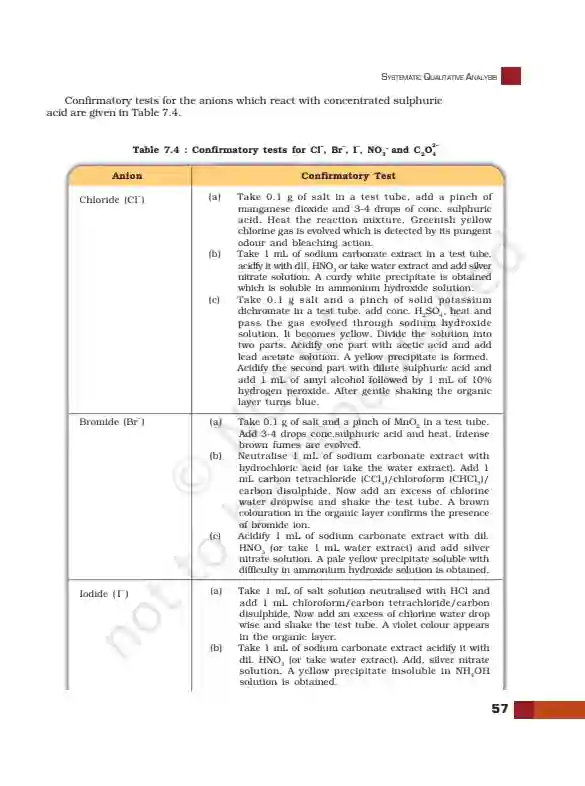 SYSTEMATIC QUALITATIVE ANALYSIS
Confirmatory tests for the anions which react with concentrated sulphuric
acid are given in Table 7.4.
Table 7.4 : Confirmatory tests for Cl⁻, Br⁻, I⁻, NO₃⁻ and C₂O₄²⁻
Anion
Confirmatory Test
Chloride (Cl⁻)
(a) Take 0.1 g of salt in a test tube, add a pinch of
manganese dioxide and 3-4 drops of conc. sulphuric
acid. Heat the reaction mixture. Greenish yellow
chlorine gas is evolved which is detected by its pungent
odour and bleaching action.
(b) Take 1 mL of sodium carbonate extract in a test tube,
acidify it with dil. HNO₃ or take water extract and add silver
nitrate solution. A curdy white precipitate is obtained
which is soluble in ammonium hydroxide solution.
(c) Take 0.1 g salt and a pinch of solid potassium
dichromate in a test tube, add conc. H₂SO₄, heat and
pass the gas evolved through sodium hydroxide
solution. It becomes yellow. Divide the solution into
two parts. Acidify one part with acetic acid and add
lead acetate solution. A yellow precipitate is formed.
Acidify the second part with dilute sulphuric acid and
add 1 mL of amyl alcohol followed by 1 mL of 10%
hydrogen peroxide. After gentle shaking the organic
layer turns blue.
Bromide (Br⁻)
(a) Take 0.1 g of salt and a pinch of MnO₂ in a test tube.
Add 3-4 drops conc.sulphuric acid and heat. Intense
brown fumes are evolved.
(b) Neutralise 1 mL of sodium carbonate extract with
hydrochloric acid (or take the water extract). Add 1
mL carbon tetrachloride (CCl₄)/chloroform (CHCl₃)/
carbon disulphide. Now add an excess of chlorine
water dropwise and shake the test tube. A brown
colouration in the organic layer confirms the presence
of bromide ion.
(c) Acidify 1 mL of sodium carbonate extract with dil.
HNO₃ (or take 1 mL water extract) and add silver
nitrate solution. A pale yellow precipitate soluble with
difficulty in ammonium hydroxide solution is obtained.
Iodide (I⁻)
(a) Take 1 mL of salt solution neutralised with HCl and
add 1 mL chloroform/carbon tetrachloride/carbon
disulphide. Now add an excess of chlorine water drop
wise and shake the test tube. A violet colour appears
in the organic layer.
(b) Take 1 mL of sodium carbonate extract acidify it with
dil. HNO₃ (or take water extract). Add, silver nitrate
solution. A yellow precipitate insoluble in NH₄OH
solution is obtained.
57